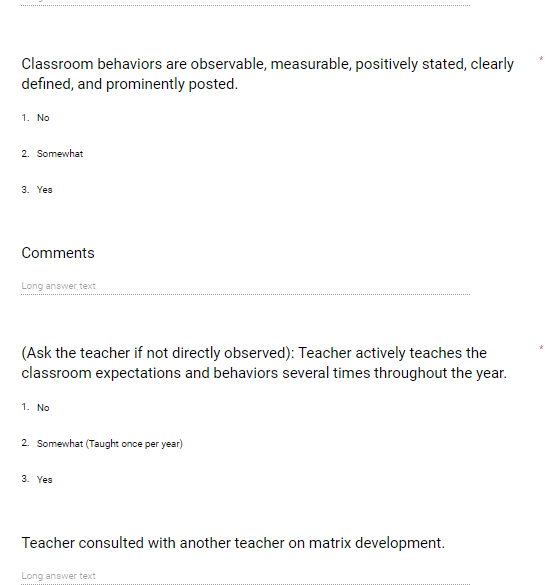 Classroom behaviors are observable, measurable, positively stated, clearly *
defined, and prominently posted.
1. No
2. Somewhat
3. Yes
Comments
Long answer text
(Ask the teacher if not directly observed): Teacher actively teaches the *
classroom expectations and behaviors several times throughout the year.
1. No
2. Somewhat (Taught once per year)
3. Yes
Teacher consulted with another teacher on matrix development.
Long answer text